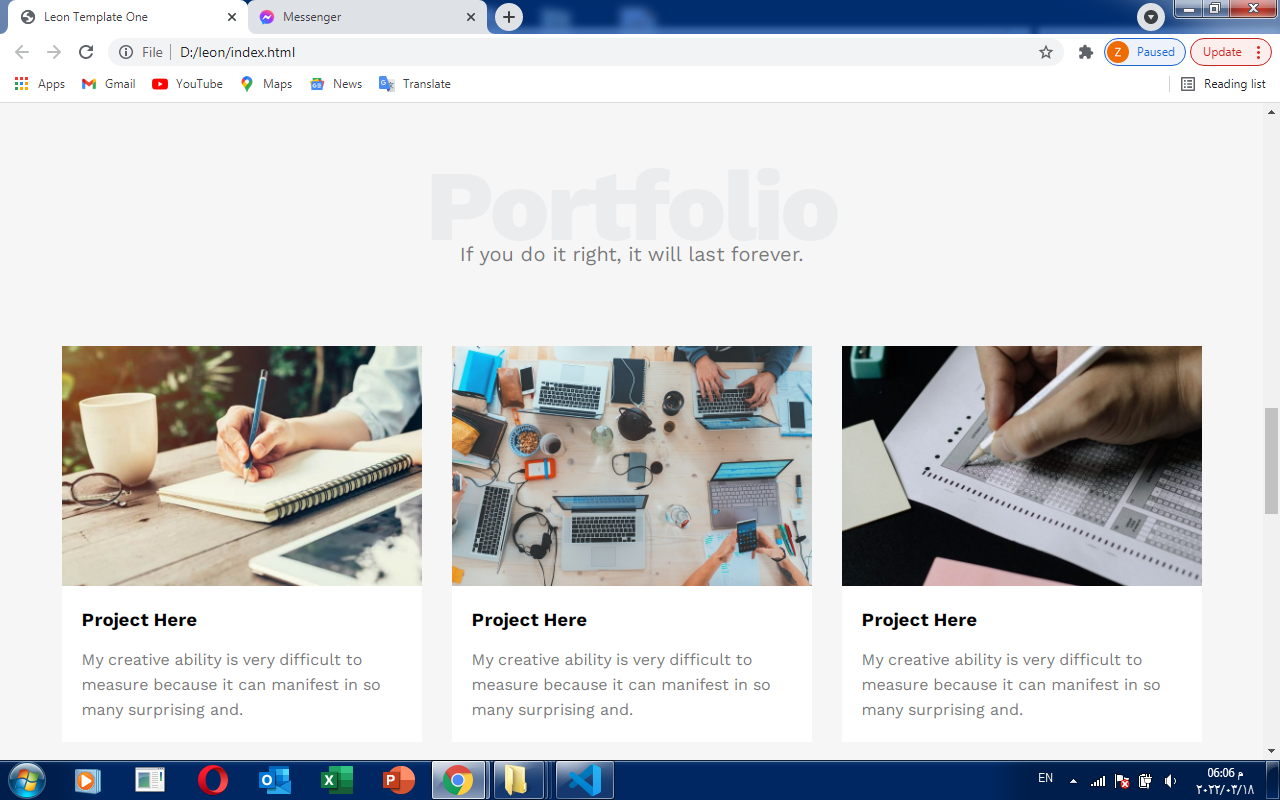 Leon Template One
Messenger
File
D:/leon/index.html
Z
Paused
Update
Apps
Gmail
YouTube
Maps
News
Translate
Reading list
Portfolio
If you do it right, it will last forever.
Project Here
My creative ability is very difficult to
measure because it can manifest in so
many surprising and.
Project Here
My creative ability is very difficult to
measure because it can manifest in so
many surprising and.
Project Here
My creative ability is very difficult to
measure because it can manifest in so
many surprising and.
EN
06:06 م
٢٠٢٢/٠٣/١٨